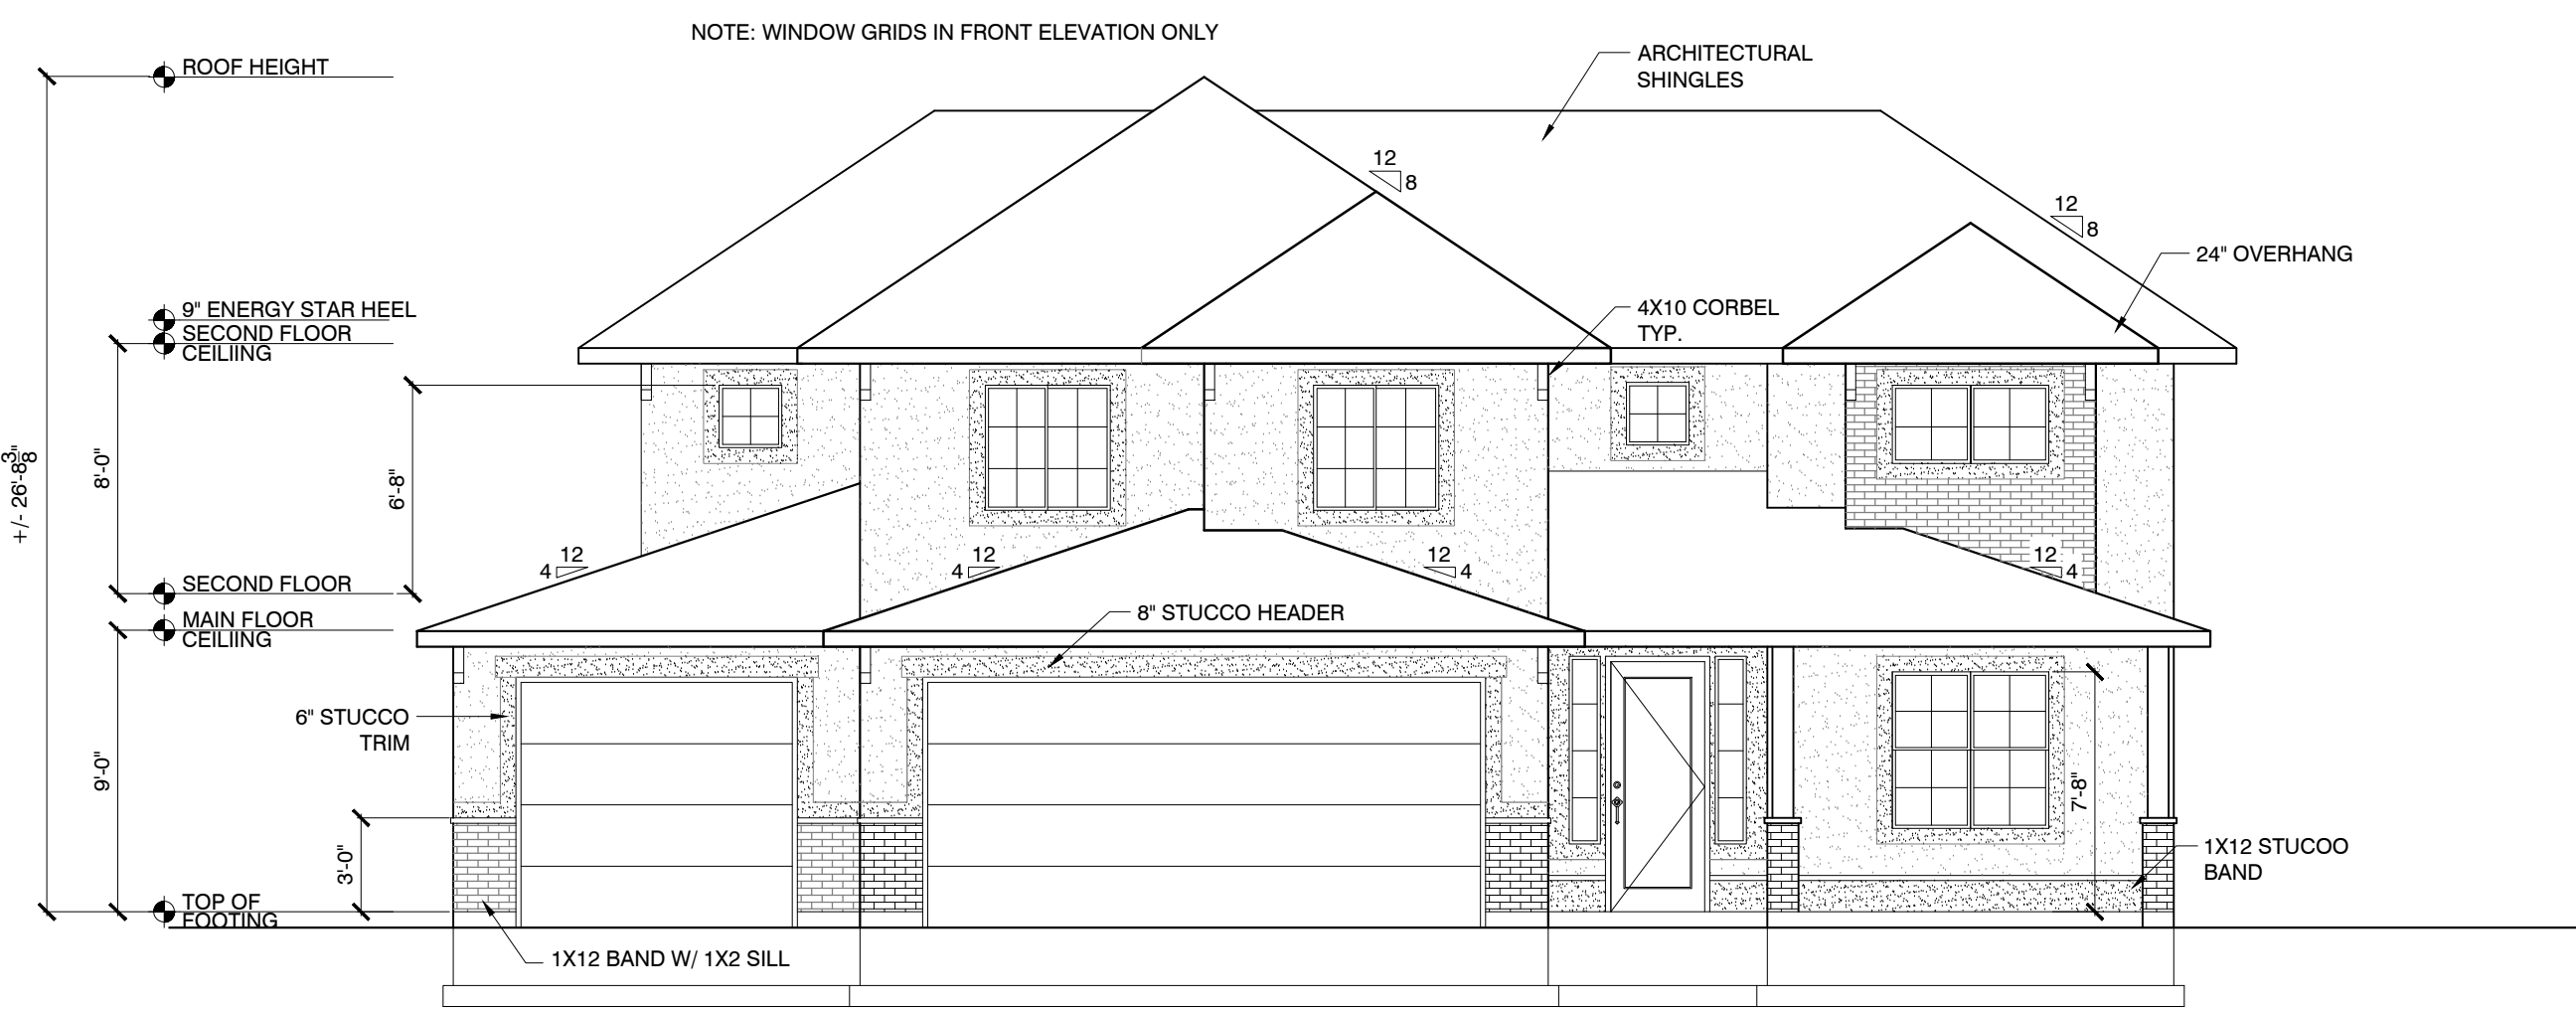 NOTE: WINDOW GRIDS IN FRONT ELEVATION ONLY
ARCHITECTURAL
SHINGLES
ROOF HEIGHT
12
8
12
8
24" OVERHANG
9" ENERGY STAR HEEL
SECOND FLOOR
CEILIING
4X10 CORBEL
TYP.
+/- 26'-8 3/8"
8'-0"
6'-8"
12
4
12
4
12
4
12
4
SECOND FLOOR
MAIN FLOOR
CEILIING
8" STUCCO HEADER
6" STUCCO
TRIM
9'-0"
7'-8"
3'-0"
1X12 STUCOO
BAND
TOP OF
FOOTING
1X12 BAND W/ 1X2 SILL